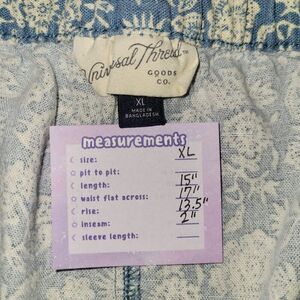 Universal Thread
GOODS
CO.
XL
MADE IN
BANGLADESH
measurements
size: XL
pit to pit:
length: 15"
waist flat across: 17"
rise: 13.5"
inseam: 2"
sleeve length: